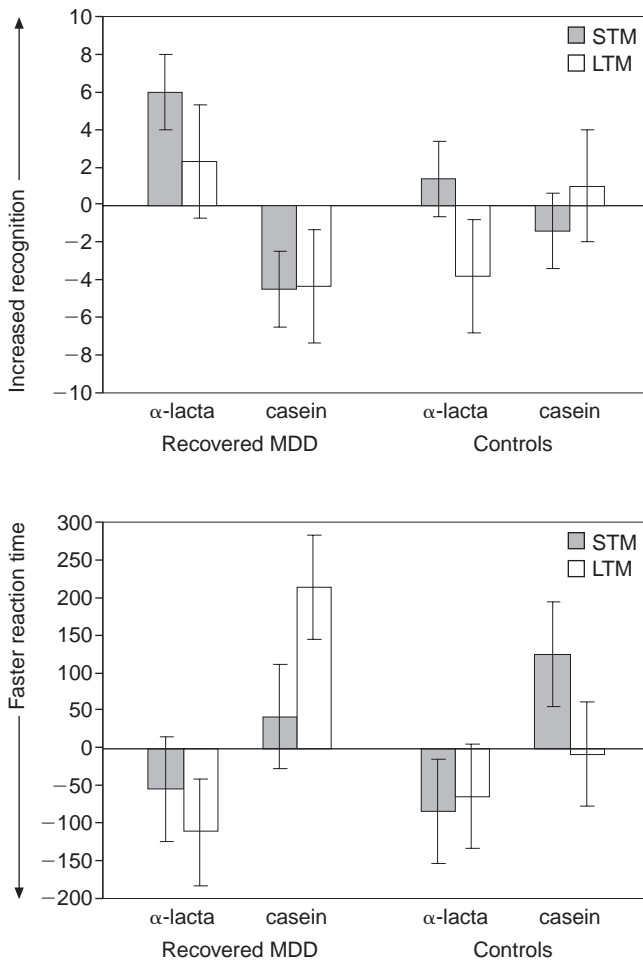 Increased recognition
10
8
6
4
2
0
−2
−4
−6
−8
−10
STM
LTM
α-lacta casein α-lacta casein
Recovered MDD Controls
Faster reaction time
300
250
200
150
100
50
0
−50
−100
−150
−200
STM
LTM
α-lacta casein α-lacta casein
Recovered MDD Controls